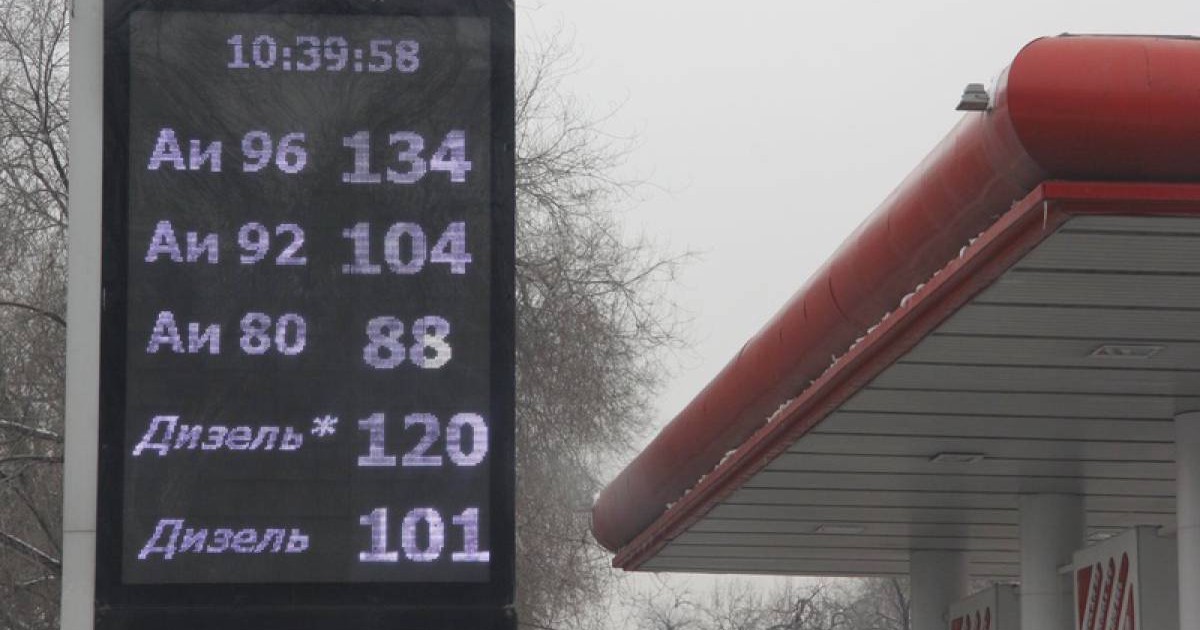 10:39:58
Аи 96 134
Аи 92 104
Аи 80 88
Дизель* 120
Дизель 101